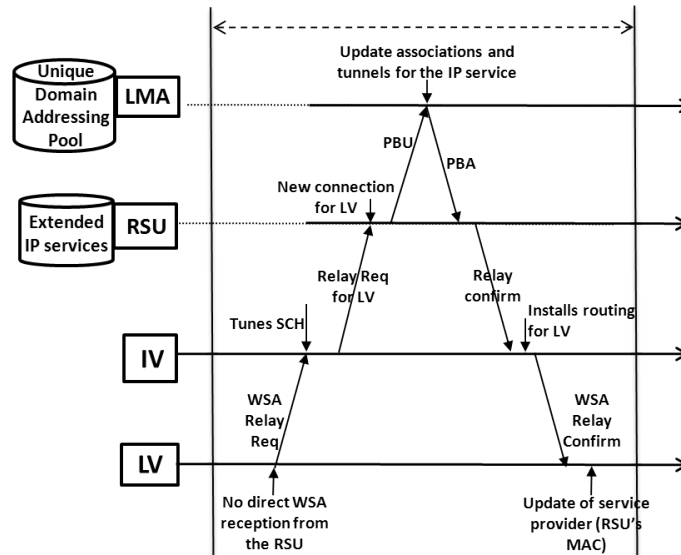 Update associations and
tunnels for the IP service
Unique
Domain
Addressing
Pool
LMA
PBU
PBA
New connection
for LV
Extended
IP services
RSU
Relay Req
for LV
Relay
confirm
Tunes SCH
Installs routing
for LV
IV
WSA
Relay
Req
WSA
Relay
Confirm
LV
No direct WSA
reception from
the RSU
Update of service
provider (RSU's
MAC)